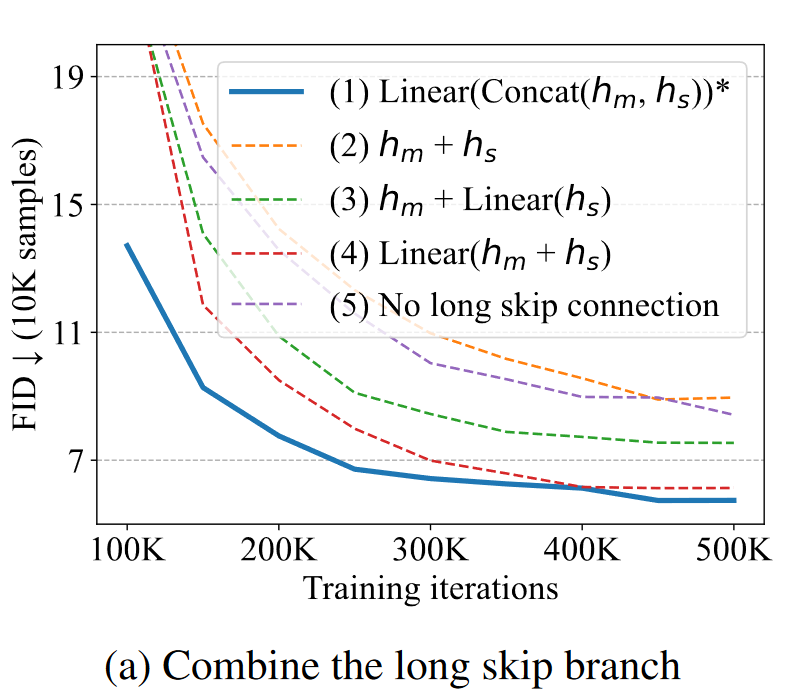 FID ↓ (10K samples)
19
15
11
7
(1) Linear(Concat(hₘ, hₛ))*
(2) hₘ + hₛ
(3) hₘ + Linear(hₛ)
(4) Linear(hₘ + hₛ)
(5) No long skip connection
100K 200K 300K 400K 500K
Training iterations
(a) Combine the long skip branch